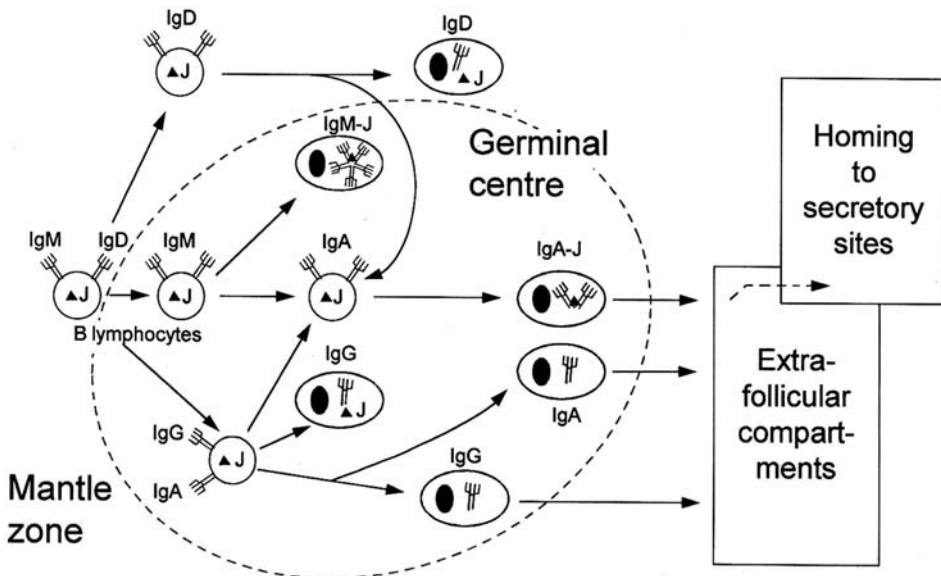 IgD
▲J
IgD
▲J
IgM-J
Germinal
centre
Homing
to
secretory
sites
IgM
IgD
▲J
IgM
▲J
IgA
▲J
IgA-J
B lymphocytes
IgG
▲J
IgA
IgG
IgA
▲J
IgG
Extra-
follicular
compart-
ments
Mantle
zone